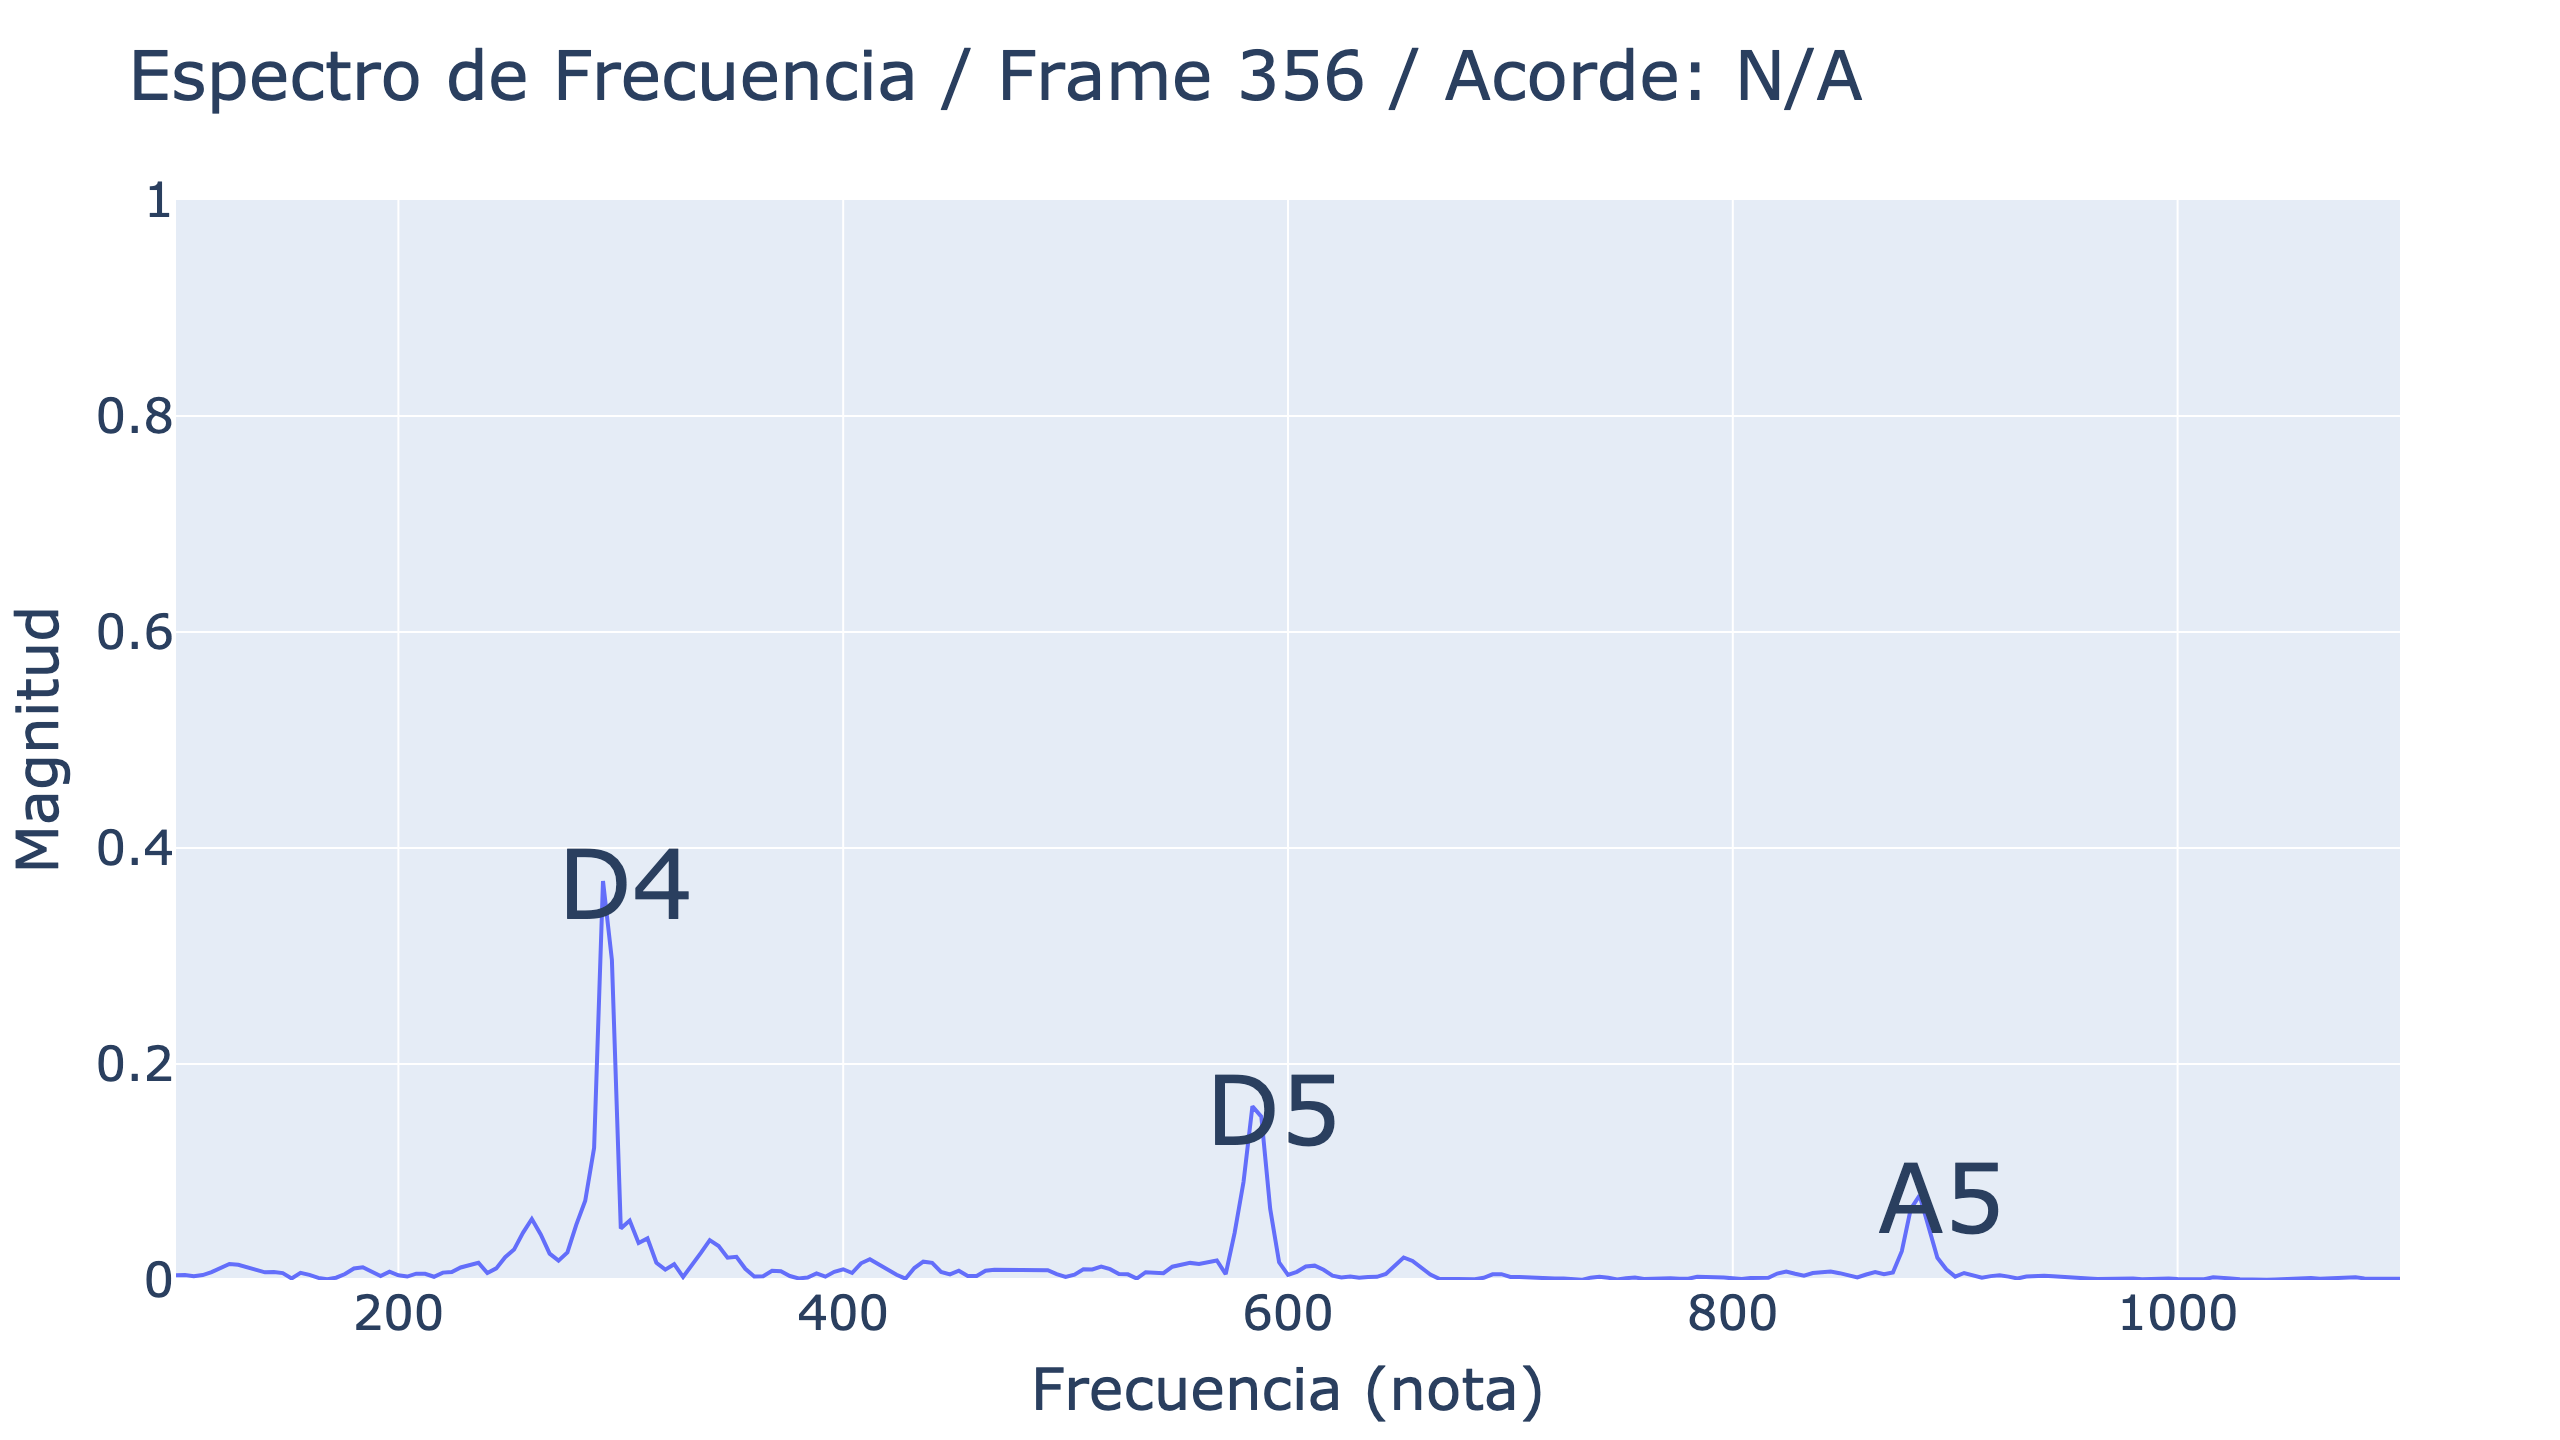 Espectro de Frecuencia / Frame 356 / Acorde: N/A
1
0.8
0.6
0.4
0.2
0
Magnitud
D4
D5
A5
200 400 600 800 1000
Frecuencia (nota)